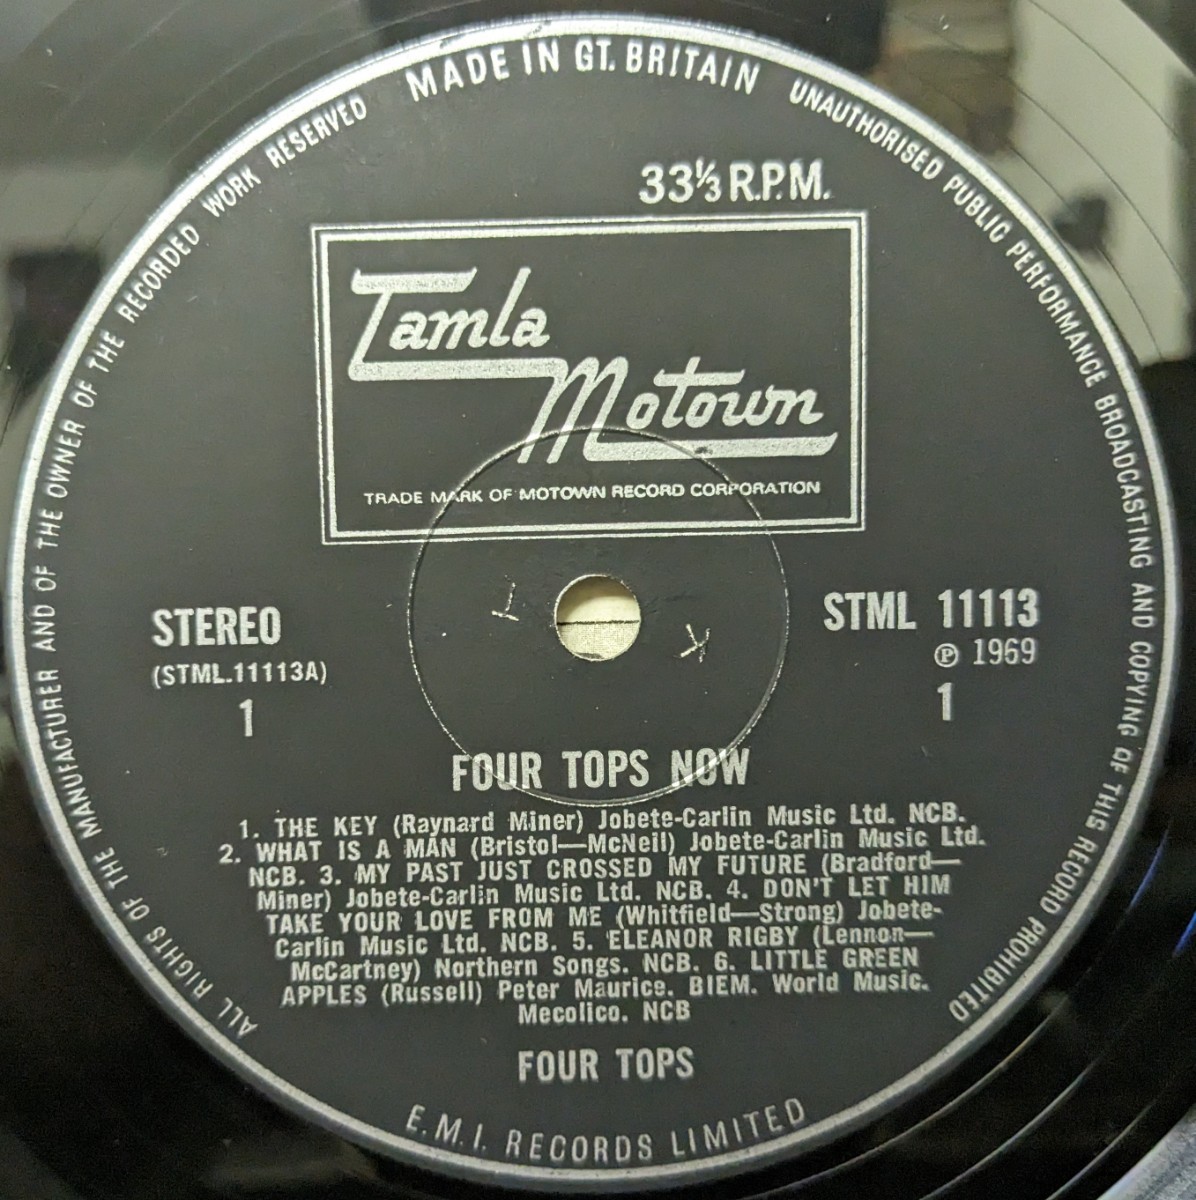 MADE IN GT. BRITAIN
UNAUTHORISED PUBLIC PERFORMANCE BROADCASTING AND COPYING OF THIS RECORD PROHIBITED
ALL RIGHTS OF THE MANUFACTURER AND OF THE OWNER OF THE RECORDED WORK RESERVED
33⅓ R.P.M.
Tamla
Motown
TRADE MARK OF MOTOWN RECORD CORPORATION
STEREO
(STML.11113A)
1
STML 11113
℗ 1969
1
FOUR TOPS NOW
1. THE KEY (Raynard Miner) Jobete-Carlin Music Ltd. NCB.
2. WHAT IS A MAN (Bristol—McNeil) Jobete-Carlin Music Ltd.
NCB. 3. MY PAST JUST CROSSED MY FUTURE (Bradford—
Miner) Jobete-Carlin Music Ltd. NCB. 4. DON'T LET HIM
TAKE YOUR LOVE FROM ME (Whitfield—Strong) Jobete-
Carlin Music Ltd. NCB. 5. ELEANOR RIGBY (Lennon—
McCartney) Northern Songs. NCB. 6. LITTLE GREEN
APPLES (Russell) Peter Maurice. BIEM. World Music.
Mecolico. NCB
FOUR TOPS
E.M.I. RECORDS LIMITED